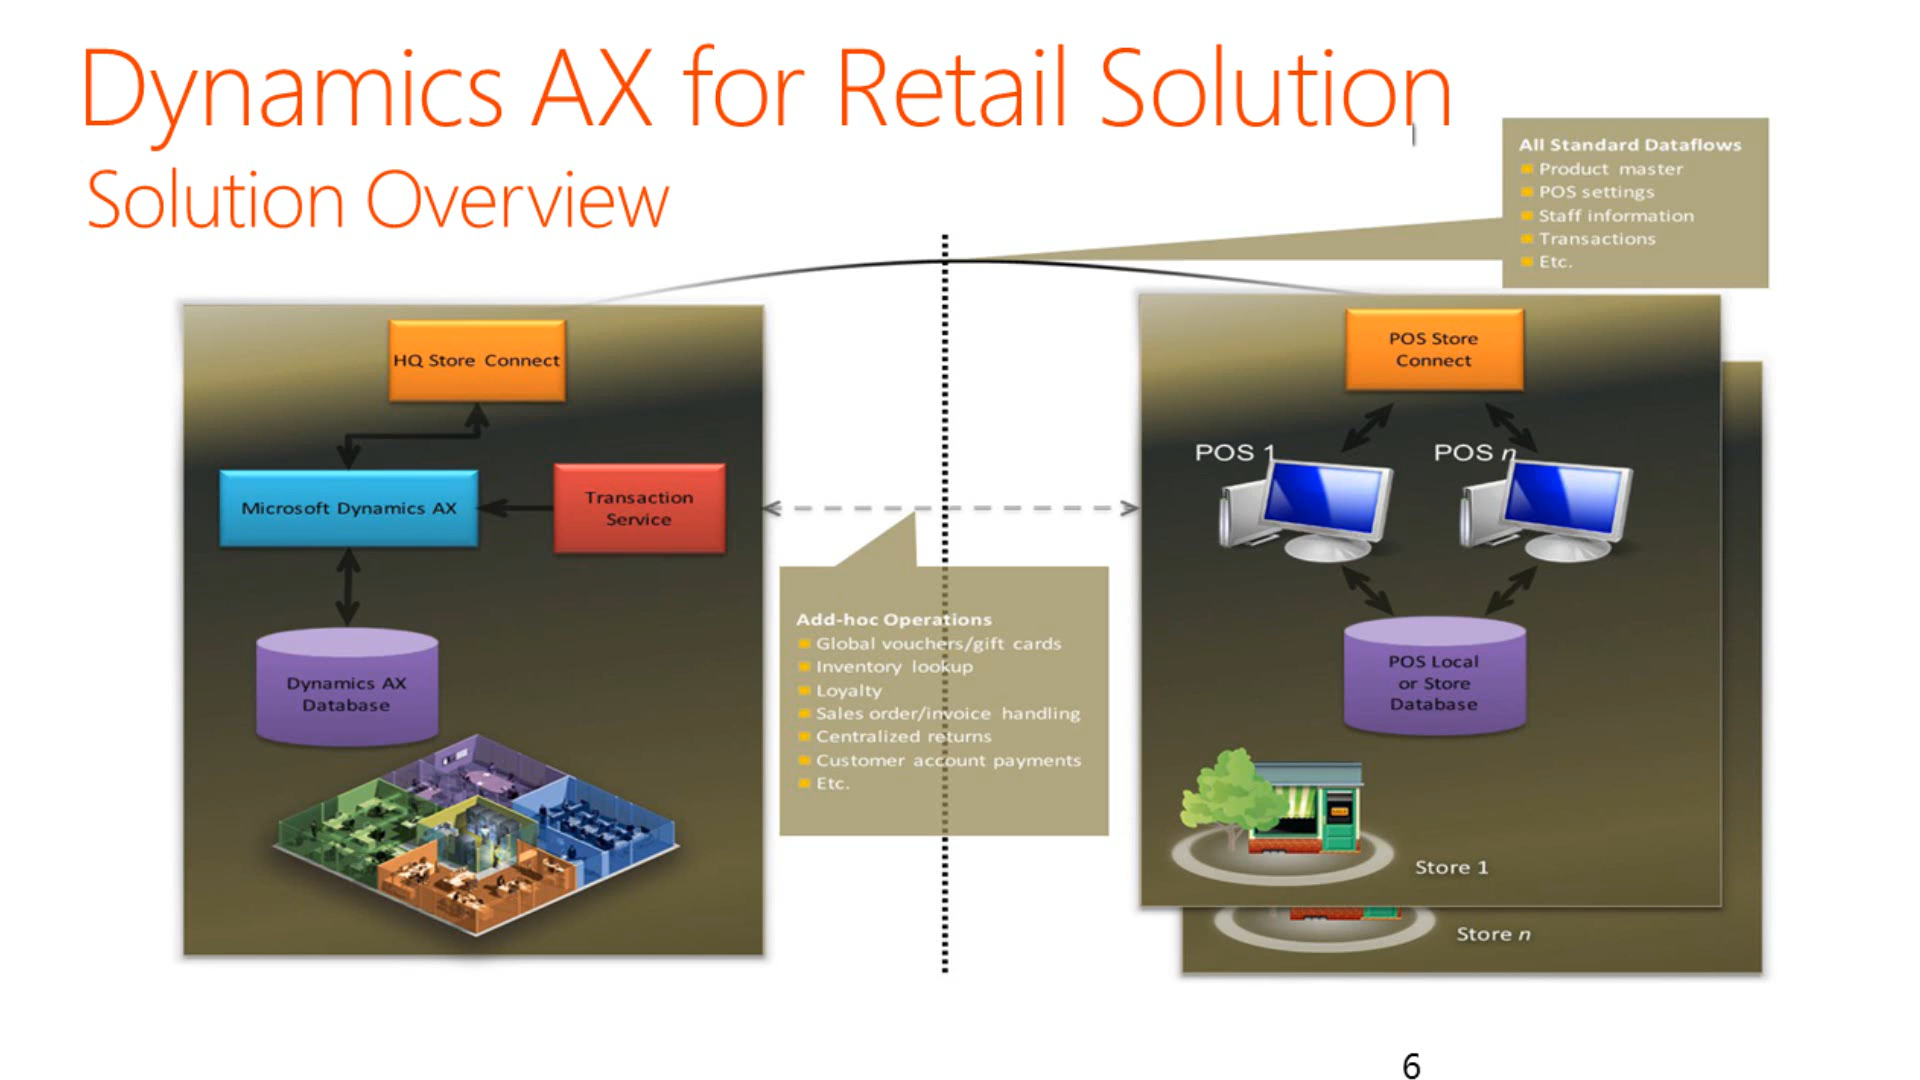 Dynamics AX for Retail Solution
Solution Overview
All Standard Dataflows
Product master
POS settings
Staff information
Transactions
Etc.
HQ Store Connect
Microsoft Dynamics AX
Transaction
Service
Dynamics AX
Database
Add-hoc Operations
Global vouchers/gift cards
Inventory lookup
Loyalty
Sales order/invoice handling
Centralized returns
Customer account payments
Etc.
POS Store
Connect
POS 1
POS n
POS Local
or Store
Database
Store 1
Store n
6